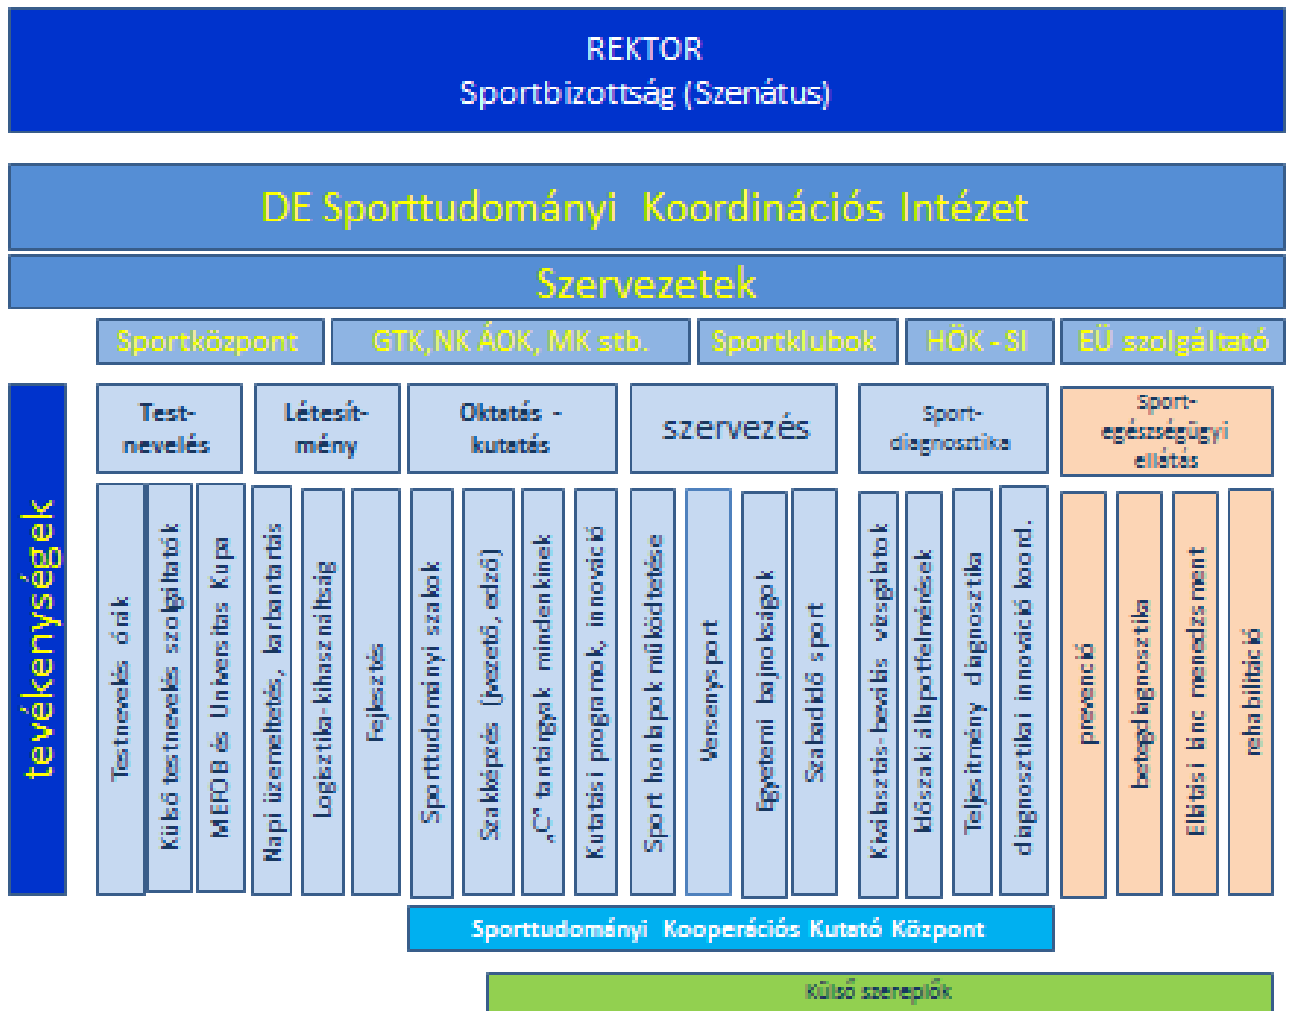 REKTOR
Sportbizottság (Szenátus)
DE Sporttudományi Koordinációs Intézet
Szervezetek
Sportközpont
GTK,NK ÁOK, MK stb.
Sportklubok
HÖK - SI
EÜ szolgáltató
tevékenységek
Test-
nevelés
Létesít-
mény
Oktatás -
kutatás
szervezés
Sport-
diagnosztika
Sport-
egészségügyi
ellátás
Testnevelés órák
Külső testnevelés szolgáltatók
MEFOB és Universitas Kupa
Napi üzemeltetés, karbantartás
Logisztika-kihasználtság
Fejlesztés
Sporttudományi szakok
Szakképzés (jvezető, edző)
„C” tantárgyak mindenkinek
Kutatási programok, innováció
Sport honlapok működtetése
Versenysport
Egyetemi bajnokságok
Szabadidő sport
Kiválasztás-beválás vizsgálatok
Időszaki állapotfelmérések
Teljesítmény diagnosztika
diagnosztikai innováció koord.
prevenció
betegdiagnosztika
Ellátási lánc menedzsment
rehabilitáció
Sporttudományi Kooperációs Kutató Központ
Külső szereplők